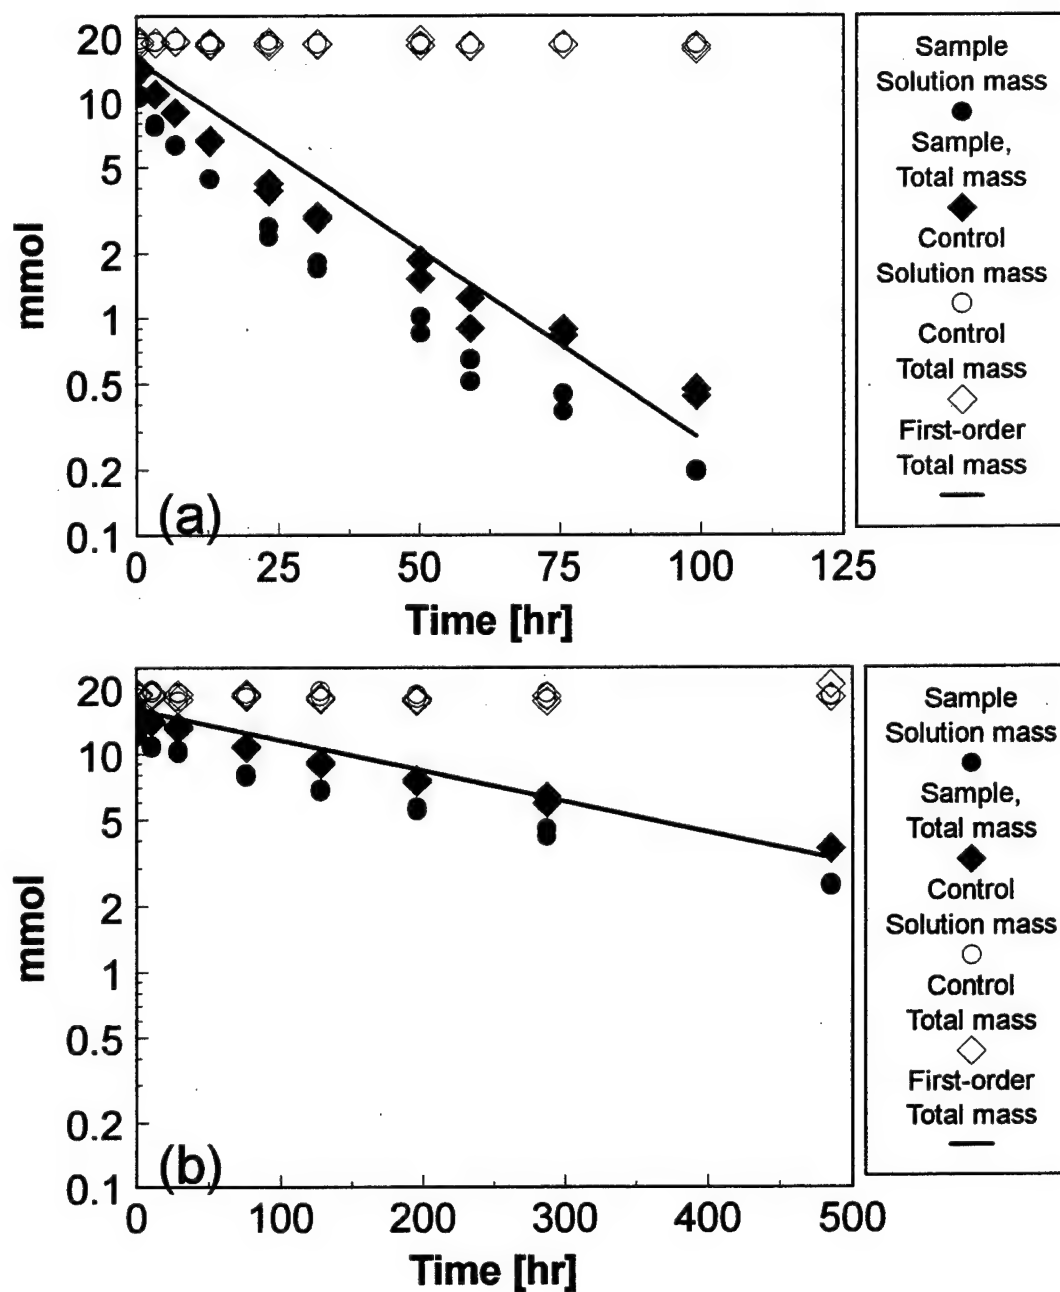 20
10
5
2
1
0.5
0.2
0.1
mmol
(a)
0
25
50
75
100
125
Time [hr]
Sample
Solution mass
Sample,
Total mass
Control
Solution mass
Control
Total mass
First-order
Total mass
20
10
5
2
1
0.5
0.2
0.1
mmol
(b)
0
100
200
300
400
500
Time [hr]
Sample
Solution mass
Sample,
Total mass
Control
Solution mass
Control
Total mass
First-order
Total mass